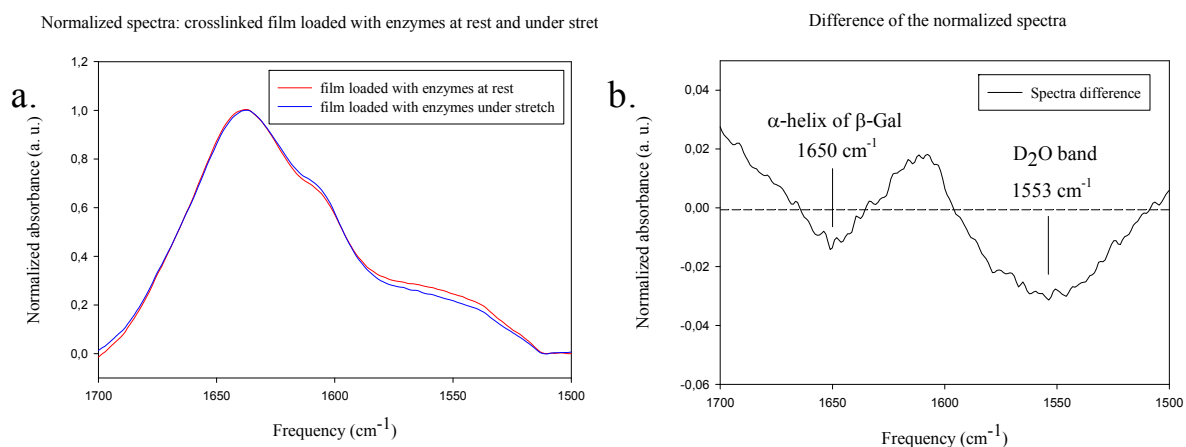 Normalized spectra: crosslinked film loaded with enzymes at rest and under stret
a.
1,2
1,0
0,8
0,6
0,4
0,2
0,0
Normalized absorbance (a. u.)
film loaded with enzymes at rest
film loaded with enzymes under stretch
1700
1650
1600
1550
1500
Frequency (cm⁻¹)
Difference of the normalized spectra
b.
0,04
0,02
0,00
-0,02
-0,04
-0,06
Normalized absorbance (a. u.)
Spectra difference
α-helix of β-Gal
1650 cm⁻¹
D₂O band
1553 cm⁻¹
1700
1650
1600
1550
1500
Frequency (cm⁻¹)